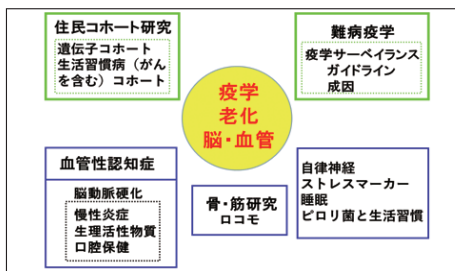 住民コホート研究
遺伝子コホート
生活習慣病（がん
を含む）コホート
難病疫学
疫学サーベイランス
ガイドライン
成因
疫学
老化
脳・血管
血管性認知症
脳動脈硬化
慢性炎症
生理活性物質
口腔保健
骨・筋研究
ロコモ
自律神経
ストレスマーカー
睡眠
ピロリ菌と生活習慣